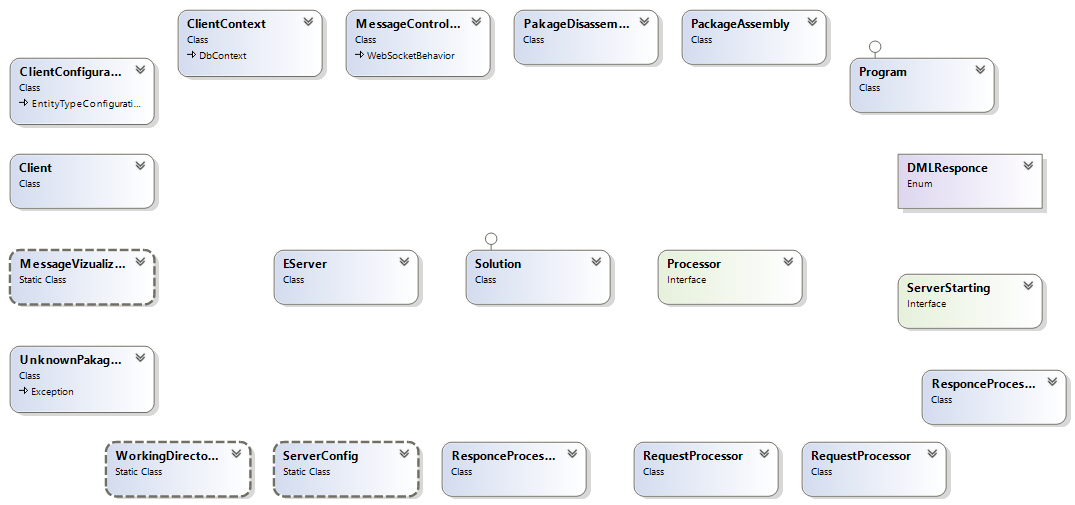 ClientContext
Class
DbContext
MessageControl...
Class
WebSocketBehavior
PakageDisassem...
Class
PackageAssembly
Class
Program
Class
ClientConfigura...
Class
EntityTypeConfigurati...
Client
Class
DMLResponce
Enum
MessageVizualiz...
Static Class
EServer
Class
Solution
Class
Processor
Interface
ServerStarting
Interface
UnknownPakag...
Class
Exception
ResponceProces...
Class
WorkingDirecto...
Static Class
ServerConfig
Static Class
ResponceProces...
Class
RequestProcessor
Class
RequestProcessor
Class